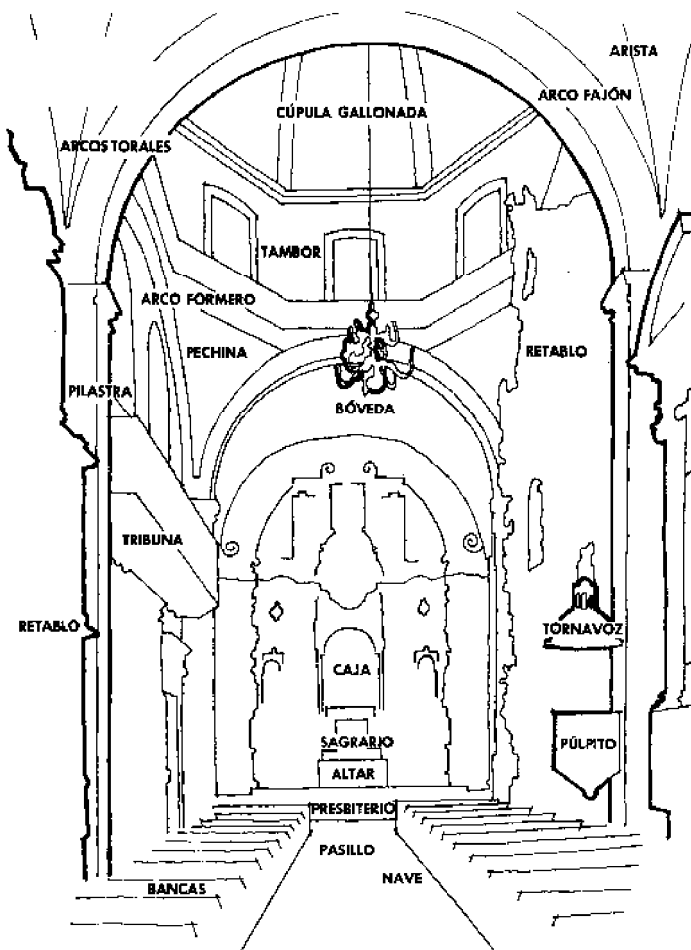 ARISTA
ARCO FAJÓN
CÚPULA GALLONADA
ARCOS TORALES
TAMBOR
ARCO FORMERO
PECHINA
RETABLO
PILASTRA
BÓVEDA
TRIBUNA
RETABLO
TORNAVOZ
CAJA
SAGRARIO
PÚLPITO
ALTAR
PRESBITERIO
PASILLO
NAVE
BANCAS